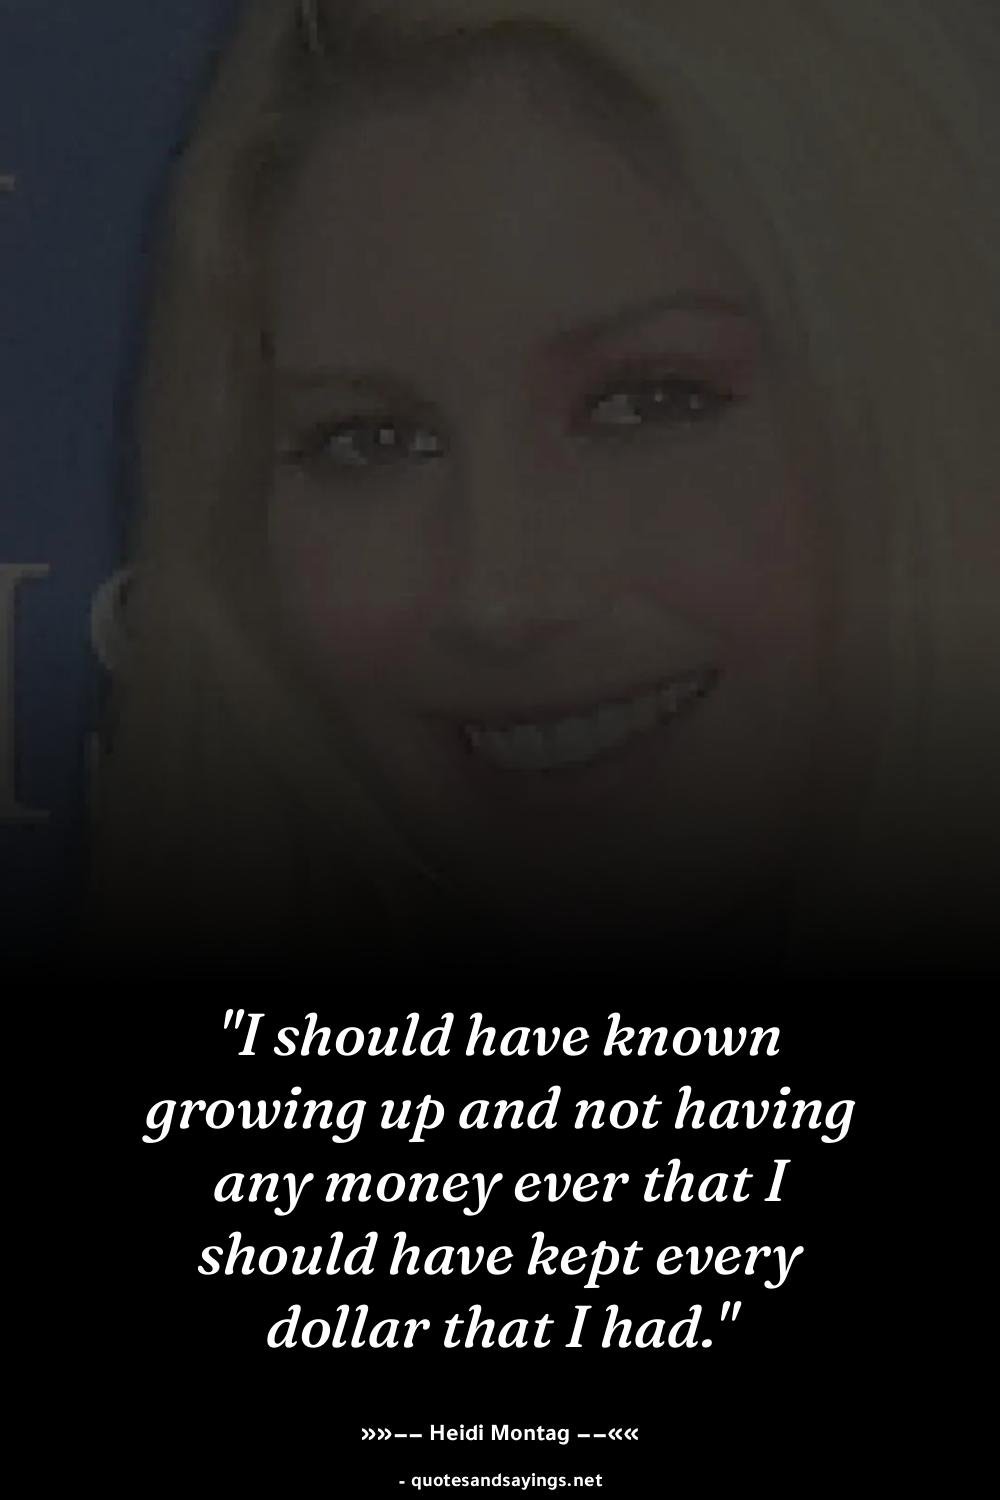 "I should have known
growing up and not having
any money ever that I
should have kept every
dollar that I had."
»»–– Heidi Montag ––««
- quotesandsayings.net